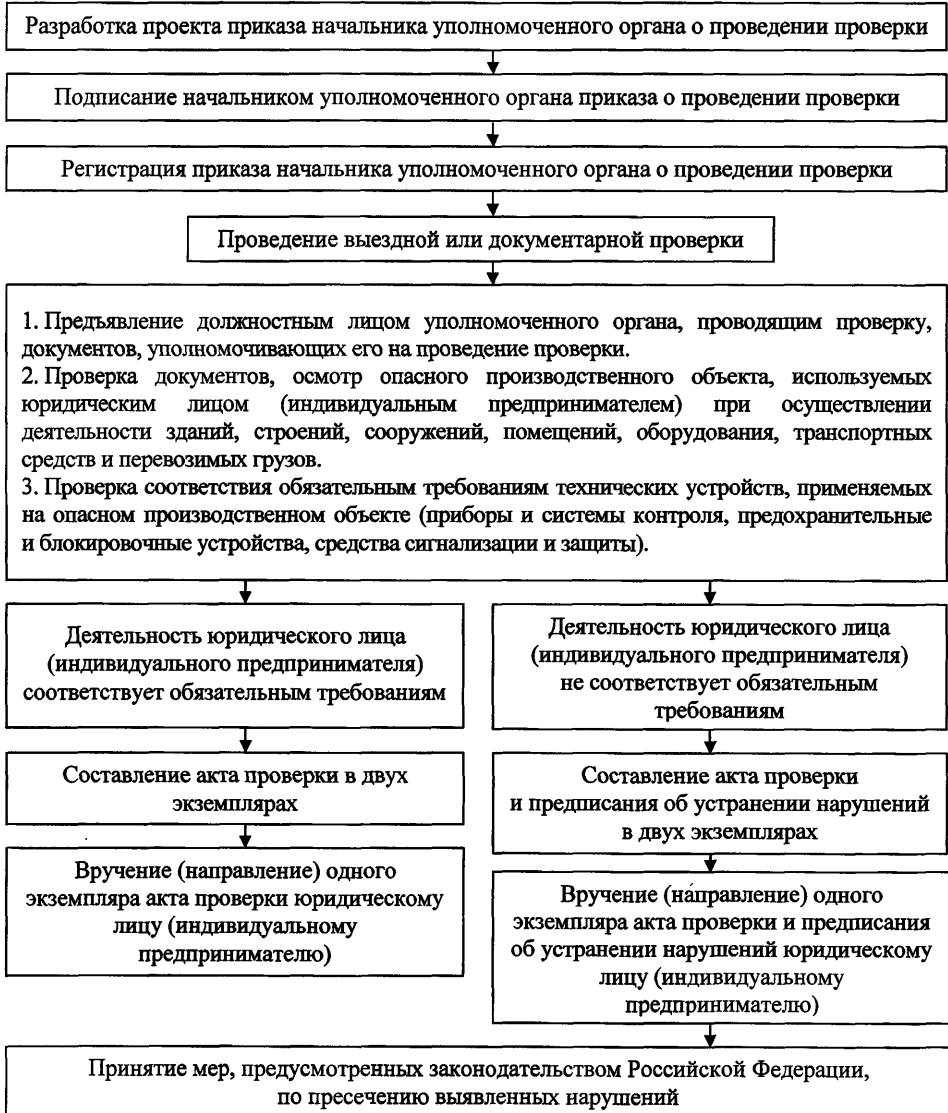 Разработка проекта приказа начальника уполномоченного органа о проведении проверки
Подписание начальником уполномоченного органа приказа о проведении проверки
Регистрация приказа начальника уполномоченного органа о проведении проверки
Проведение выездной или документарной проверки
1. Предъявление должностным лицом уполномоченного органа, проводящим проверку,
документов, уполномочивающих его на проведение проверки.
2. Проверка документов, осмотр опасного производственного объекта, используемых
юридическим лицом (индивидуальным предпринимателем) при осуществлении
деятельности зданий, строений, сооружений, помещений, оборудования, транспортных
средств и перевозимых грузов.
3. Проверка соответствия обязательным требованиям технических устройств, применяемых
на опасном производственном объекте (приборы и системы контроля, предохранительные
и блокировочные устройства, средства сигнализации и защиты).
Деятельность юридического лица
(индивидуального предпринимателя)
соответствует обязательным требованиям
Составление акта проверки в двух
экземплярах
Вручение (направление) одного
экземпляра акта проверки юридическому
лицу (индивидуальному
предпринимателю)
Деятельность юридического лица
(индивидуального предпринимателя)
не соответствует обязательным
требованиям
Составление акта проверки
и предписания об устранении нарушений
в двух экземплярах
Вручение (направление) одного
экземпляра акта проверки и предписания
об устранении нарушений юридическому
лицу (индивидуальному
предпринимателю)
Принятие мер, предусмотренных законодательством Российской Федерации,
по пресечению выявленных нарушений